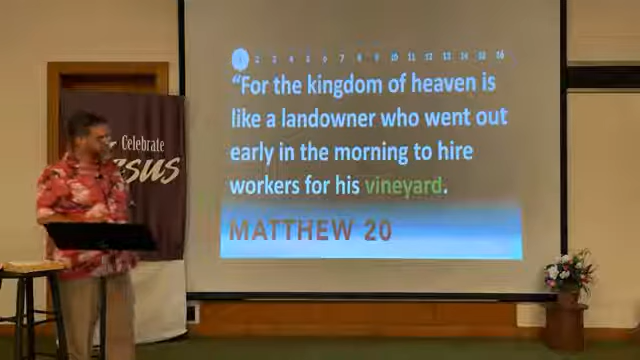 1 2 3 4 5 6 7 8 9 10 11 12 13 14 15 16
“For the kingdom of heaven is
like a landowner who went out
early in the morning to hire
workers for his vineyard.
MATTHEW 20
Celebrate